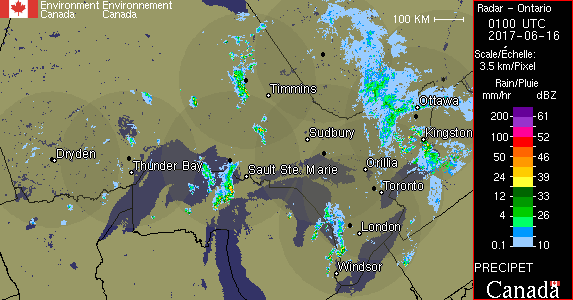 Environment Environnement
Canada Canada
100 KM
Timmins
Ottawa
Sudbury
Kingston
Dryden
Thunder Bay
Sault Ste. Marie
Orillia
Toronto
London
Windsor
Radar - Ontario
0100 UTC
2017-06-16
Scale/Échelle:
3.5 km/Pixel
Rain/Pluie
mm/hr dBZ
200 61
100 52
50 46
24 39
12 33
4 26
0.1 10
PRECIPET
Canada